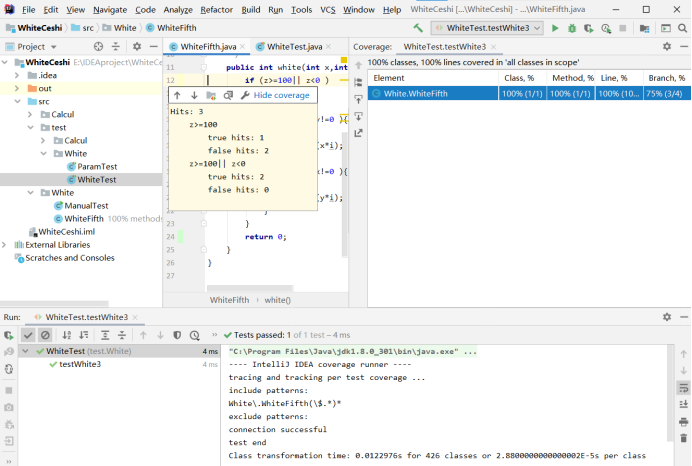 File Edit View Navigate Code Analyze Refactor Build Run Tools VCS Window Help WhiteCeshi [...\WhiteCeshi] - ...\WhiteFifth.java
WhiteCeshi > src > White > WhiteFifth WhiteTest.testWhite3
Project WhiteFifth.java WhiteTest.java Coverage: WhiteTest.testWhite3
WhiteCeshi E:\IDEAproject\WhiteCe
.idea
out
src
Calcul
test
Calcul
White
ParamTest
WhiteTest
White
ManualTest
WhiteFifth 100% methods
WhiteCeshi.iml
External Libraries
Scratches and Consoles
11 public int white(int x,int
12 if (z>=100|| z<0 )
Hide coverage
Hits: 3
z>=100
true hits: 1
false hits: 2
z>=100|| z<0
true hits: 2
false hits: 0
y!=0 ){
(x*i);
x!=0 ){
(y*i);
22 }
23 }
24 return 0;
25 }
26 }
27
WhiteFifth > white()
100% classes, 100% lines covered in 'all classes in scope'
Element Class, % Method, % Line, % Branch, %
White.WhiteFifth 100% (1/1) 100% (1/1) 100% (10... 75% (3/4)
Run: WhiteTest.testWhite3
Tests passed: 1 of 1 test – 4 ms
WhiteTest (test.White) 4 ms
testWhite3 4 ms
"C:\Program Files\Java\jdk1.8.0_301\bin\java.exe" ...
---- IntelliJ IDEA coverage runner ----
tracing and tracking per test coverage ...
include patterns:
White\.WhiteFifth(\$.*)*
exclude patterns:
connection successful
test end
Class transformation time: 0.0122976s for 426 classes or 2.8800000000000002E-5s per class